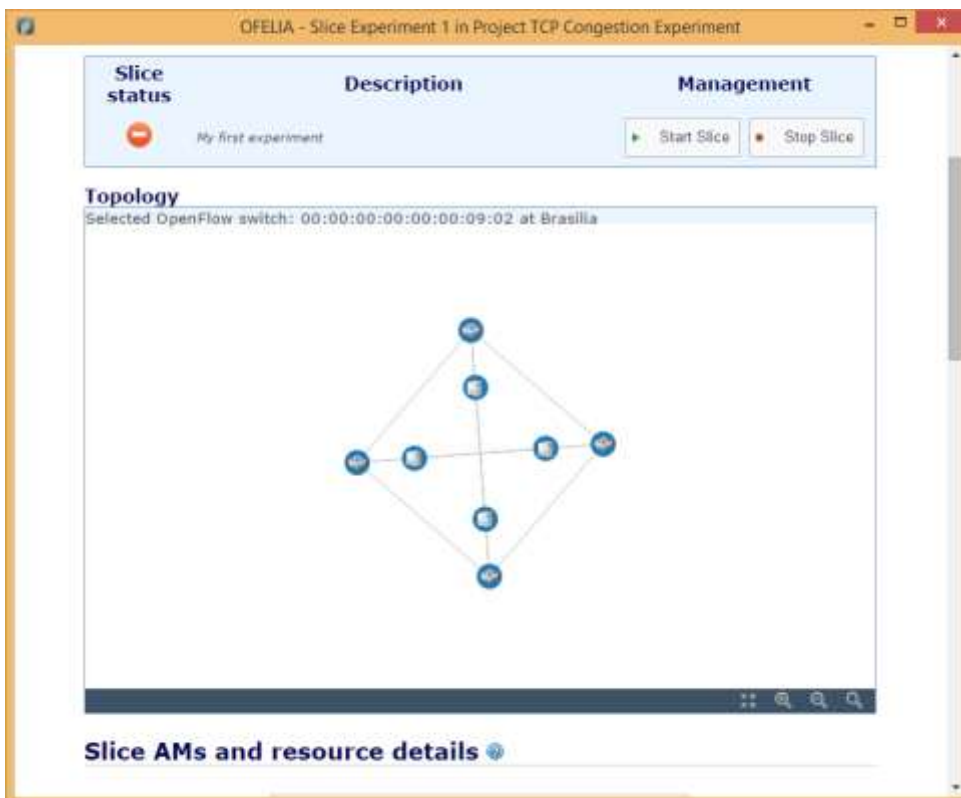 OFELIA - Slice Experiment 1 in Project TCP Congestion Experiment
Slice status
Description
Management
My first experiment
Start Slice
Stop Slice
Topology
Selected OpenFlow switch: 00:00:00:00:00:00:09:02 at Brasilia
Slice AMs and resource details